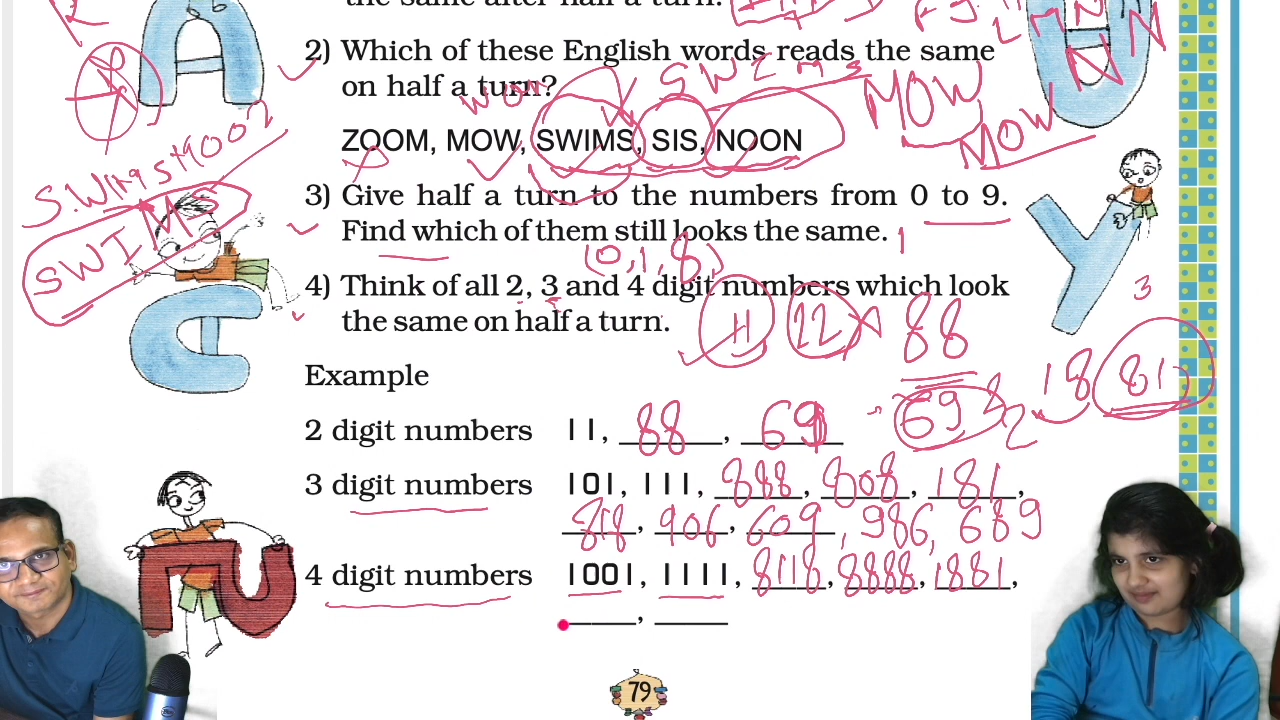 the same after half a turn.
2) Which of these English words reads the same
on half a turn?
SWIMS
MOW
MOW
ZOOM, MOW, SWIMS, SIS, NOON
SWIMS
3) Give half a turn to the numbers from 0 to 9.
Find which of them still looks the same. 1
(0,1,8)
4) Think of all 2, 3 and 4 digit numbers which look
the same on half a turn. 11 22 88
3
18 81
Example
2 digit numbers 11, 88, 69 69
3 digit numbers 101, 111, 888, 808, 181,
818, 906, 609, 986, 689
4 digit numbers 1001, 1111, 8118, 8888, 1881,
____, ____
79